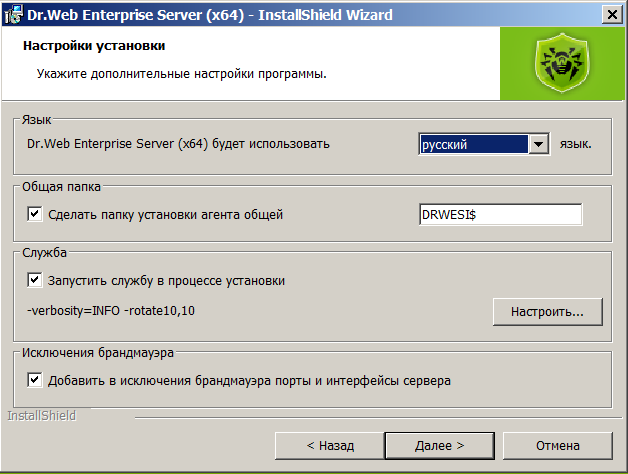 Dr.Web Enterprise Server (x64) - InstallShield Wizard
Настройки установки
Укажите дополнительные настройки программы.
Язык
Dr.Web Enterprise Server (x64) будет использовать русский язык.
Общая папка
Сделать папку установки агента общей DRWESI$
Служба
Запустить службу в процессе установки
-verbosity=INFO -rotate10,10 Настроить...
Исключения брандмауэра
Добавить в исключения брандмауэра порты и интерфейсы сервера
InstallShield
< Назад Далее > Отмена